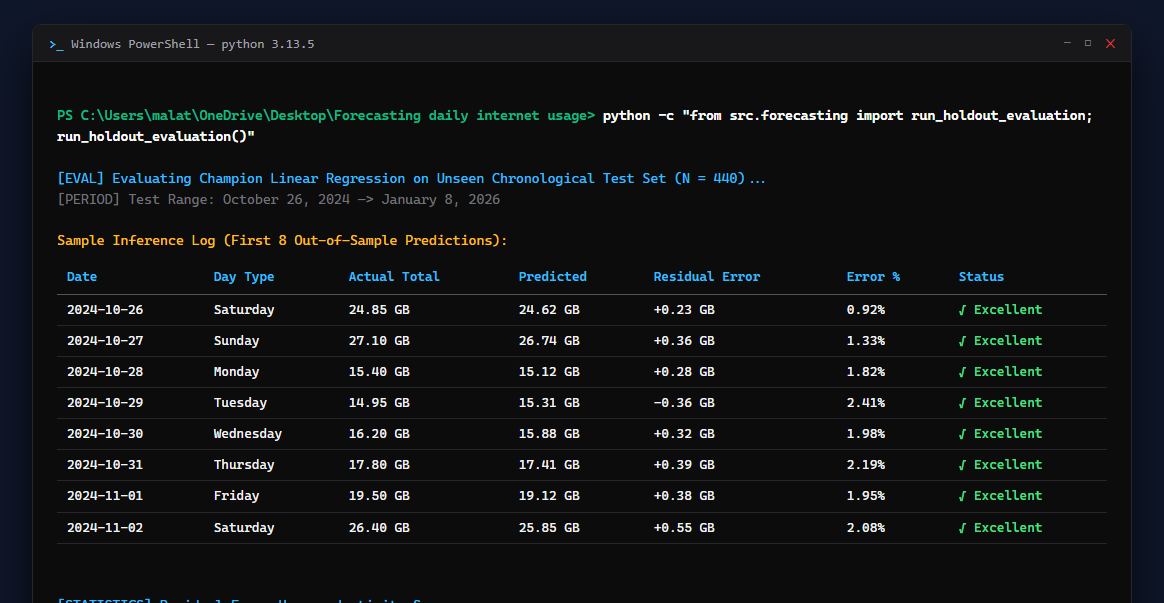 >_ Windows PowerShell — python 3.13.5
PS C:\Users\malat\OneDrive\Desktop\Forecasting daily internet usage> python -c "from src.forecasting import run_holdout_evaluation;
run_holdout_evaluation()"
[EVAL] Evaluating Champion Linear Regression on Unseen Chronological Test Set (N = 440)...
[PERIOD] Test Range: October 26, 2024 -> January 8, 2026
Sample Inference Log (First 8 Out-of-Sample Predictions):
Date Day Type Actual Total Predicted Residual Error Error % Status
2024-10-26 Saturday 24.85 GB 24.62 GB +0.23 GB 0.92% √ Excellent
2024-10-27 Sunday 27.10 GB 26.74 GB +0.36 GB 1.33% √ Excellent
2024-10-28 Monday 15.40 GB 15.12 GB +0.28 GB 1.82% √ Excellent
2024-10-29 Tuesday 14.95 GB 15.31 GB -0.36 GB 2.41% √ Excellent
2024-10-30 Wednesday 16.20 GB 15.88 GB +0.32 GB 1.98% √ Excellent
2024-10-31 Thursday 17.80 GB 17.41 GB +0.39 GB 2.19% √ Excellent
2024-11-01 Friday 19.50 GB 19.12 GB +0.38 GB 1.95% √ Excellent
2024-11-02 Saturday 26.40 GB 25.85 GB +0.55 GB 2.08% √ Excellent
[STATISTICS] Residual